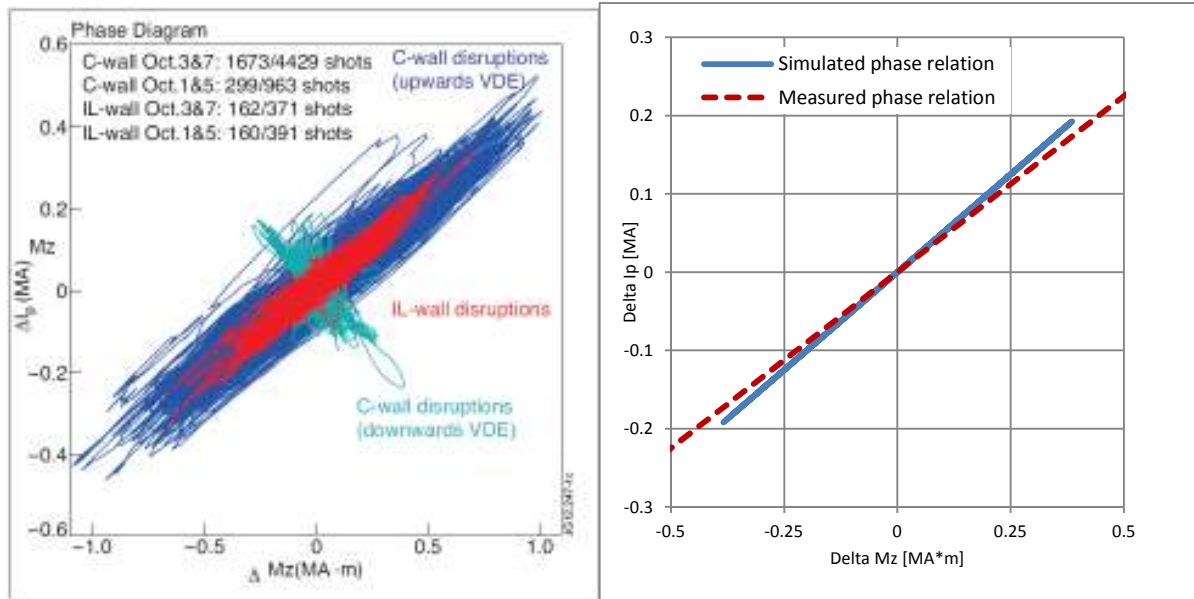 Phase Diagram
C-wall Oct.3&7: 1673/4429 shots
C-wall Oct.1&5: 299/963 shots
IL-wall Oct.3&7: 162/371 shots
IL-wall Oct.1&5: 160/391 shots
C-wall disruptions
(upwards VDE)
IL-wall disruptions
C-wall disruptions
(downwards VDE)
0.6
0.4
0.2
Mz
0
−0.2
−0.4
−0.6
ΔIp(MA)
−1.0
−0.5
0
0.5
1.0
Δ Mz(MA·m)
Simulated phase relation
Measured phase relation
0.3
0.2
0.1
0
-0.1
-0.2
-0.3
Delta Ip [MA]
-0.5
-0.25
0
0.25
0.5
Delta Mz [MA*m]